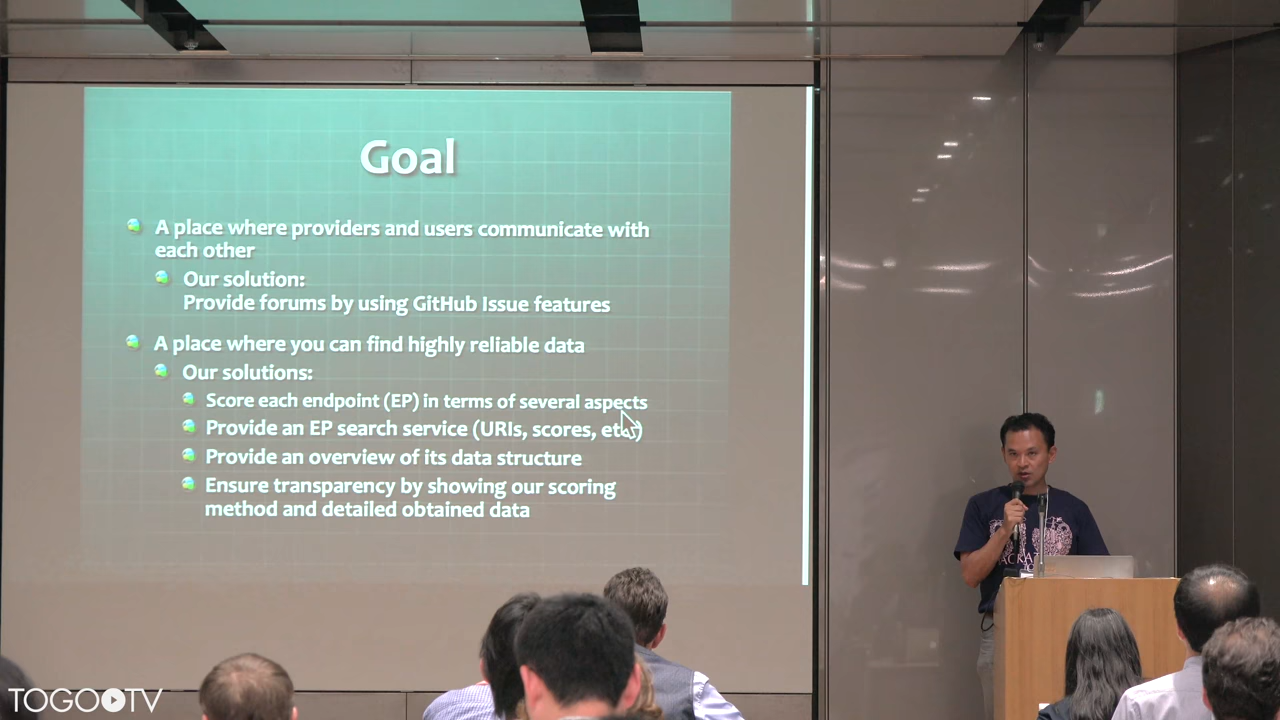 Goal
A place where providers and users communicate with
each other
Our solution:
Provide forums by using GitHub Issue features
A place where you can find highly reliable data
Our solutions:
Score each endpoint (EP) in terms of several aspects
Provide an EP search service (URIs, scores, etc.)
Provide an overview of its data structure
Ensure transparency by showing our scoring
method and detailed obtained data
TOGO TV